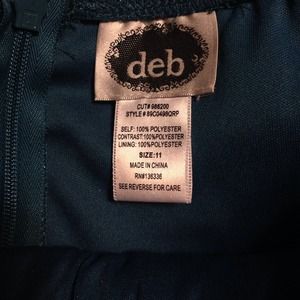 deb
CUT# 986200
STYLE # 89C0498QRP
SELF: 100% POLYESTER
CONTRAST:100%POLYESTER
LINING: 100%POLYESTER
SIZE: 11
MADE IN CHINA
RN#136336
SEE REVERSE FOR CARE